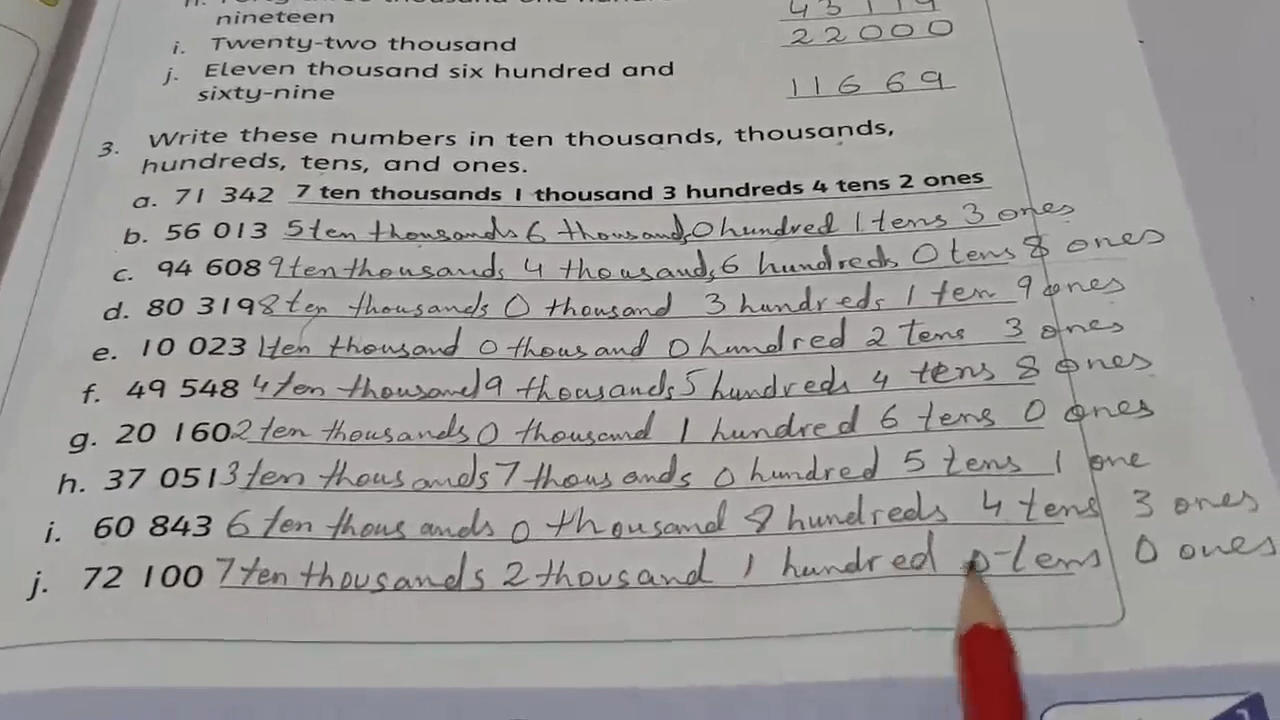 nineteen
i. Twenty-two thousand 22000
j. Eleven thousand six hundred and
sixty-nine 11669
3. Write these numbers in ten thousands, thousands,
hundreds, tens, and ones.
a. 71 342 7 ten thousands 1 thousand 3 hundreds 4 tens 2 ones
b. 56 013 5 ten thousands 6 thousands 0 hundred 1 tens 3 ones
c. 94 608 9 ten thousands 4 thousands 6 hundreds 0 tens 8 ones
d. 80 319 8 ten thousands 0 thousand 3 hundreds 1 ten 9 ones
e. 10 023 1 ten thousand 0 thousand 0 hundred 2 tens 3 ones
f. 49 548 4 ten thousand 9 thousands 5 hundreds 4 tens 8 ones
g. 20 160 2 ten thousands 0 thousand 1 hundred 6 tens 0 ones
h. 37 051 3 ten thousands 7 thousands 0 hundred 5 tens 1 one
i. 60 843 6 ten thousands 0 thousand 8 hundreds 4 tens 3 ones
j. 72 100 7 ten thousands 2 thousand 1 hundred 0 tens 0 ones